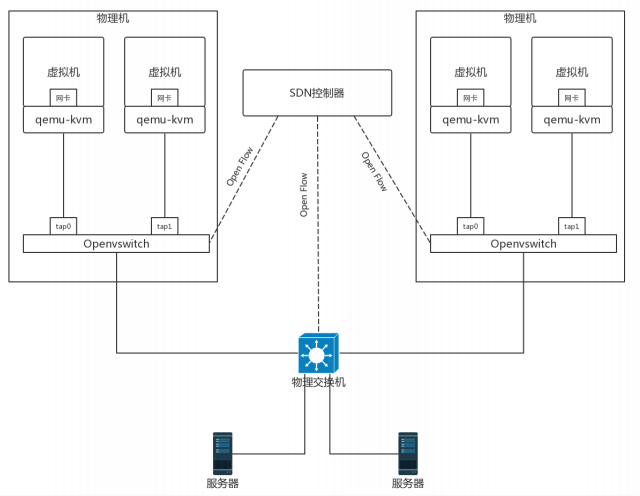 物理机
虚拟机
网卡
qemu-kvm
虚拟机
网卡
qemu-kvm
tap0
tap1
Openvswitch
SDN控制器
Open Flow
Open Flow
Open Flow
物理机
虚拟机
网卡
qemu-kvm
虚拟机
网卡
qemu-kvm
tap0
tap1
Openvswitch
物理交换机
服务器
服务器